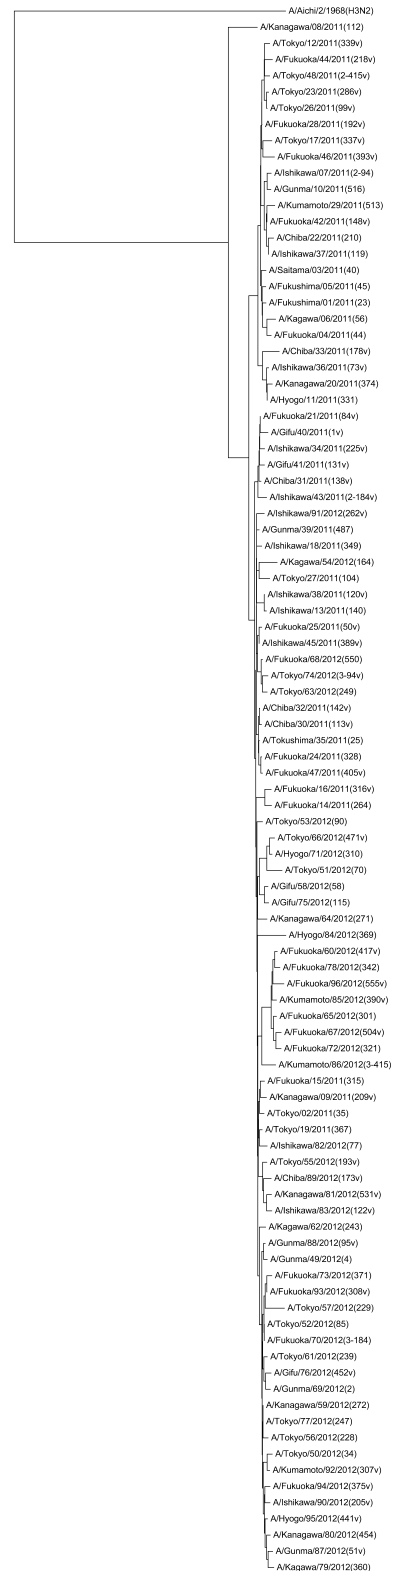 A/Aichi/2/1968(H3N2)
A/Kanagawa/08/2011(112)
A/Tokyo/12/2011(339v)
A/Fukuoka/44/2011(218v)
A/Tokyo/48/2011(2-415v)
A/Tokyo/23/2011(286v)
A/Tokyo/26/2011(99v)
A/Fukuoka/28/2011(192v)
A/Tokyo/17/2011(337v)
A/Fukuoka/46/2011(393v)
A/Ishikawa/07/2011(2-94)
A/Gunma/10/2011(516)
A/Kumamoto/29/2011(513)
A/Fukuoka/42/2011(148v)
A/Chiba/22/2011(210)
A/Ishikawa/37/2011(119)
A/Saitama/03/2011(40)
A/Fukushima/05/2011(45)
A/Fukushima/01/2011(23)
A/Kagawa/06/2011(56)
A/Fukuoka/04/2011(44)
A/Chiba/33/2011(178v)
A/Ishikawa/36/2011(73v)
A/Kanagawa/20/2011(374)
A/Hyogo/11/2011(331)
A/Fukuoka/21/2011(84v)
A/Gifu/40/2011(1v)
A/Ishikawa/34/2011(225v)
A/Gifu/41/2011(131v)
A/Chiba/31/2011(138v)
A/Ishikawa/43/2011(2-184v)
A/Ishikawa/91/2012(262v)
A/Gunma/39/2011(487)
A/Ishikawa/18/2011(349)
A/Kagawa/54/2012(164)
A/Tokyo/27/2011(104)
A/Ishikawa/38/2011(120v)
A/Ishikawa/13/2011(140)
A/Fukuoka/25/2011(50v)
A/Ishikawa/45/2011(389v)
A/Fukuoka/68/2012(550)
A/Tokyo/74/2012(3-94v)
A/Tokyo/63/2012(249)
A/Chiba/32/2011(142v)
A/Chiba/30/2011(113v)
A/Tokushima/35/2011(25)
A/Fukuoka/24/2011(328)
A/Fukuoka/47/2011(405v)
A/Fukuoka/16/2011(316v)
A/Fukuoka/14/2011(264)
A/Tokyo/53/2012(90)
A/Tokyo/66/2012(471v)
A/Hyogo/71/2012(310)
A/Tokyo/51/2012(70)
A/Gifu/58/2012(58)
A/Gifu/75/2012(115)
A/Kanagawa/64/2012(271)
A/Hyogo/84/2012(369)
A/Fukuoka/60/2012(417v)
A/Fukuoka/78/2012(342)
A/Fukuoka/96/2012(555v)
A/Kumamoto/85/2012(390v)
A/Fukuoka/65/2012(301)
A/Fukuoka/67/2012(504v)
A/Fukuoka/72/2012(321)
A/Kumamoto/86/2012(3-415)
A/Fukuoka/15/2011(315)
A/Kanagawa/09/2011(209v)
A/Tokyo/02/2011(35)
A/Tokyo/19/2011(367)
A/Ishikawa/82/2012(77)
A/Tokyo/55/2012(193v)
A/Chiba/89/2012(173v)
A/Kanagawa/81/2012(531v)
A/Ishikawa/83/2012(122v)
A/Kagawa/62/2012(243)
A/Gunma/88/2012(95v)
A/Gunma/49/2012(4)
A/Fukuoka/73/2012(371)
A/Fukuoka/93/2012(308v)
A/Tokyo/57/2012(229)
A/Tokyo/52/2012(85)
A/Fukuoka/70/2012(3-184)
A/Tokyo/61/2012(239)
A/Gifu/76/2012(452v)
A/Gunma/69/2012(2)
A/Kanagawa/59/2012(272)
A/Tokyo/77/2012(247)
A/Tokyo/56/2012(228)
A/Tokyo/50/2012(34)
A/Kumamoto/92/2012(307v)
A/Fukuoka/94/2012(375v)
A/Ishikawa/90/2012(205v)
A/Hyogo/95/2012(441v)
A/Kanagawa/80/2012(454)
A/Gunma/87/2012(51v)
A/Kagawa/79/2012(360)